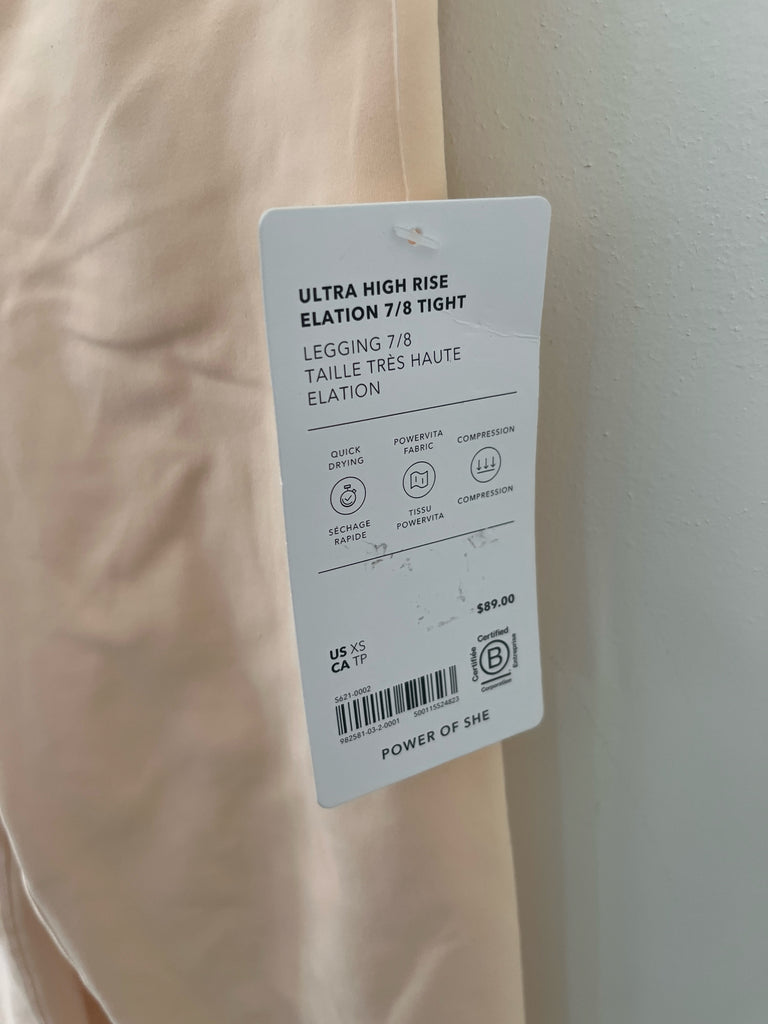 ULTRA HIGH RISE
ELATION 7/8 TIGHT
LEGGING 7/8
TAILLE TRÈS HAUTE
ELATION
QUICK
DRYING
SÉCHAGE
RAPIDE
POWERVITA
FABRIC
TISSU
POWERVITA
COMPRESSION
COMPRESSION
$89.00
US XS
CA TP
Certified
Certifiée
B
Entreprise
Corporation
5621-0002
982581-03-2-0001 500115524823
POWER OF SHE